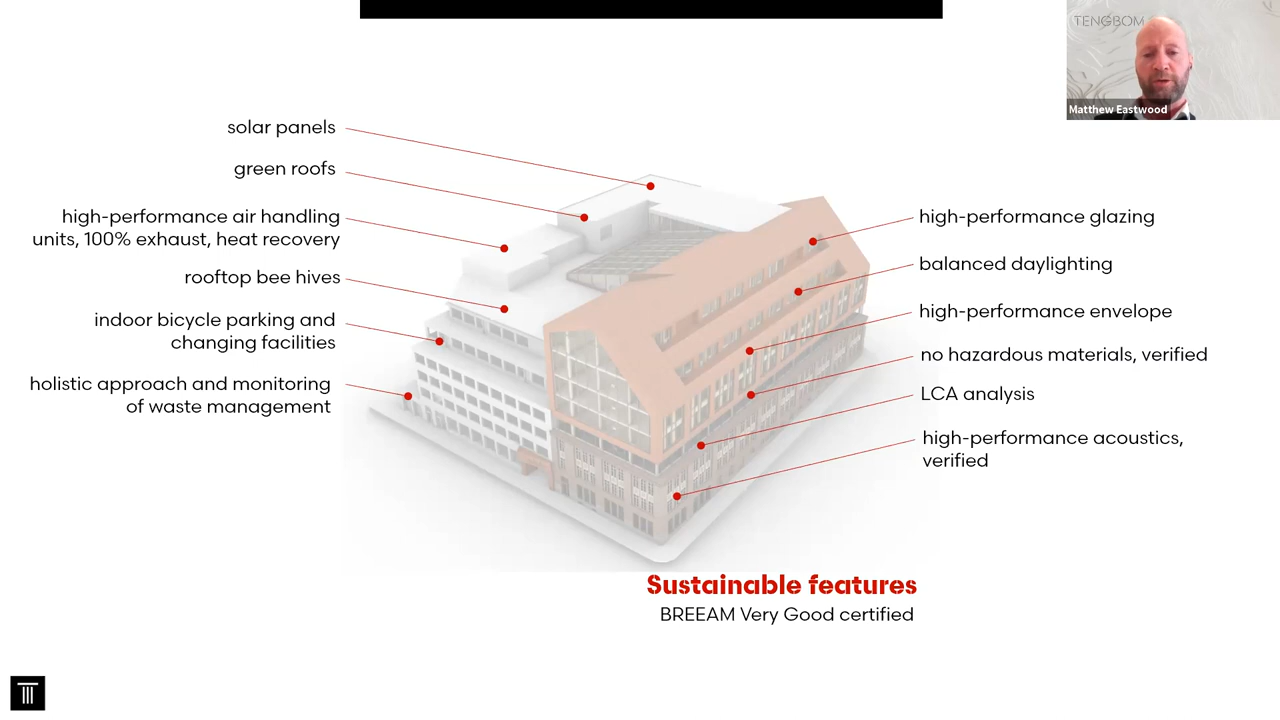 TENGBOM
Matthew Eastwood
solar panels
green roofs
high-performance air handling
units, 100% exhaust, heat recovery
rooftop bee hives
indoor bicycle parking and
changing facilities
holistic approach and monitoring
of waste management
high-performance glazing
balanced daylighting
high-performance envelope
no hazardous materials, verified
LCA analysis
high-performance acoustics,
verified
Sustainable features
BREEAM Very Good certified